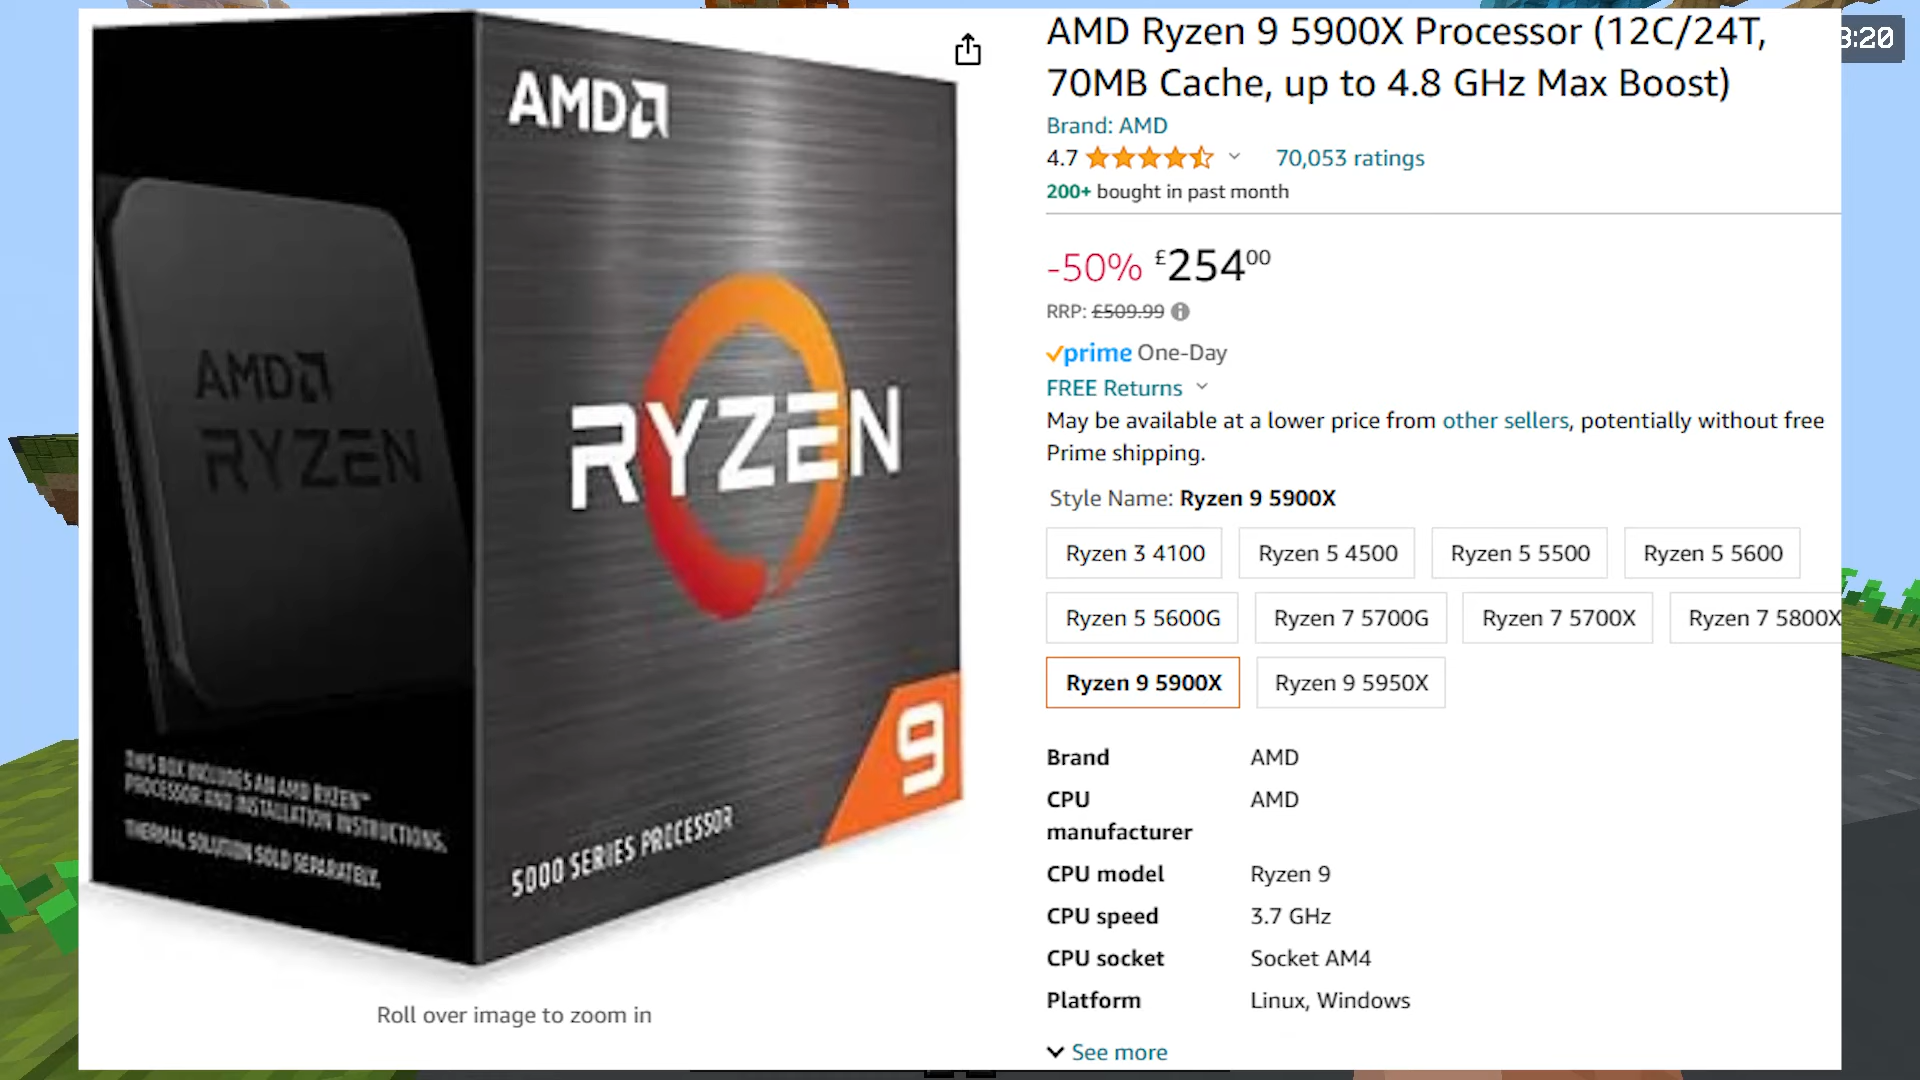 AMD
RYZEN
THIS BOX INCLUDES AN AMD RYZEN™
PROCESSOR AND INSTALLATION INSTRUCTIONS.
THERMAL SOLUTION SOLD SEPARATELY.
AMD
RYZEN
9
5000 SERIES PROCESSOR
Roll over image to zoom in
AMD Ryzen 9 5900X Processor (12C/24T,
70MB Cache, up to 4.8 GHz Max Boost)
:20
Brand: AMD
4.7 70,053 ratings
200+ bought in past month
-50% £254.00
RRP: £509.99
prime One-Day
FREE Returns
May be available at a lower price from other sellers, potentially without free
Prime shipping.
Style Name: Ryzen 9 5900X
Ryzen 3 4100 Ryzen 5 4500 Ryzen 5 5500 Ryzen 5 5600
Ryzen 5 5600G Ryzen 7 5700G Ryzen 7 5700X Ryzen 7 5800X
Ryzen 9 5900X Ryzen 9 5950X
Brand AMD
CPU AMD
manufacturer
CPU model Ryzen 9
CPU speed 3.7 GHz
CPU socket Socket AM4
Platform Linux, Windows
See more